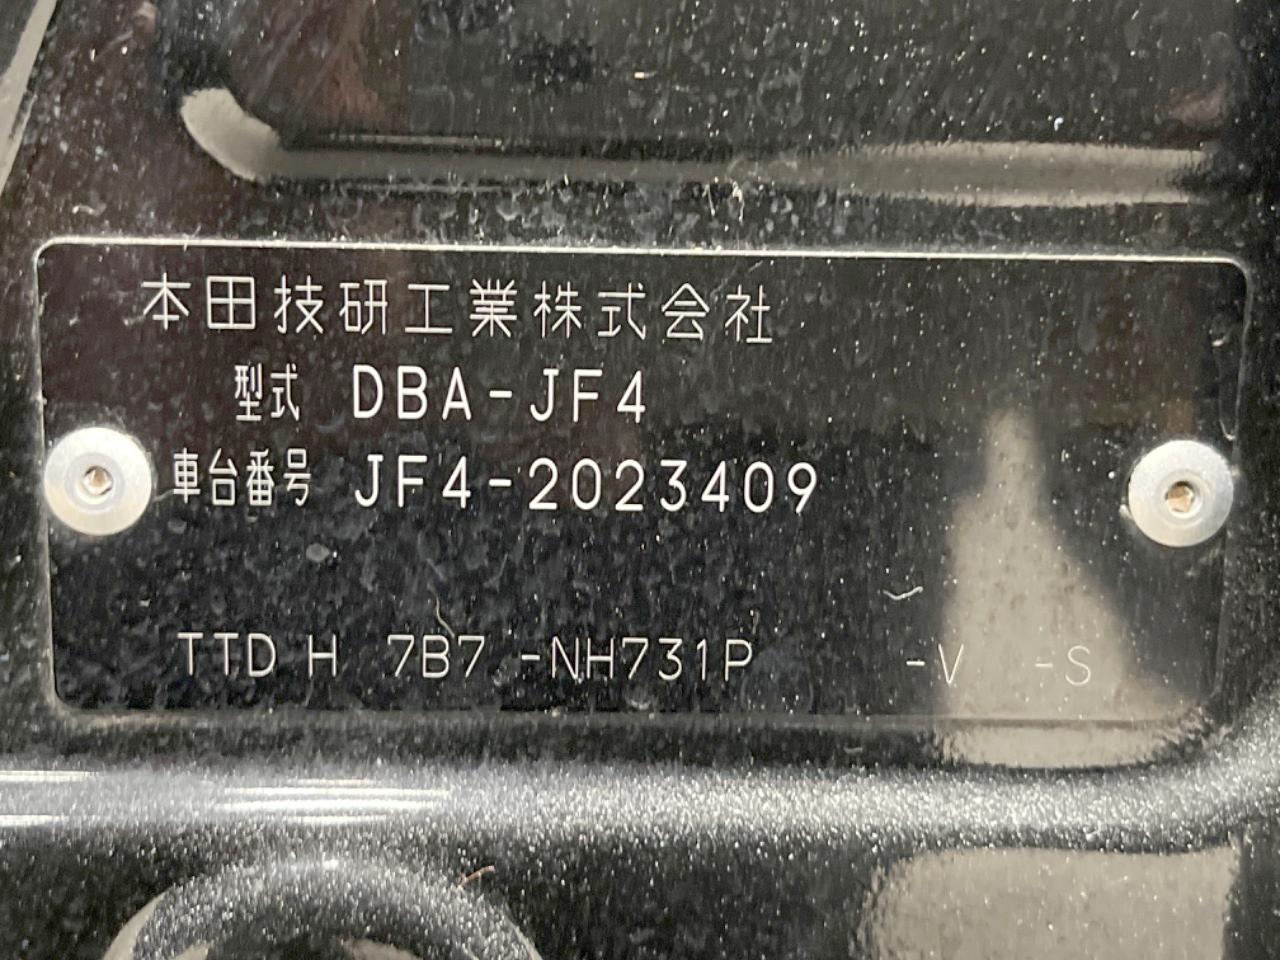 本田技研工業株式会社
型式 DBA-JF4
車台番号 JF4-2023409
TTD H 7B7 -NH731P -V -S